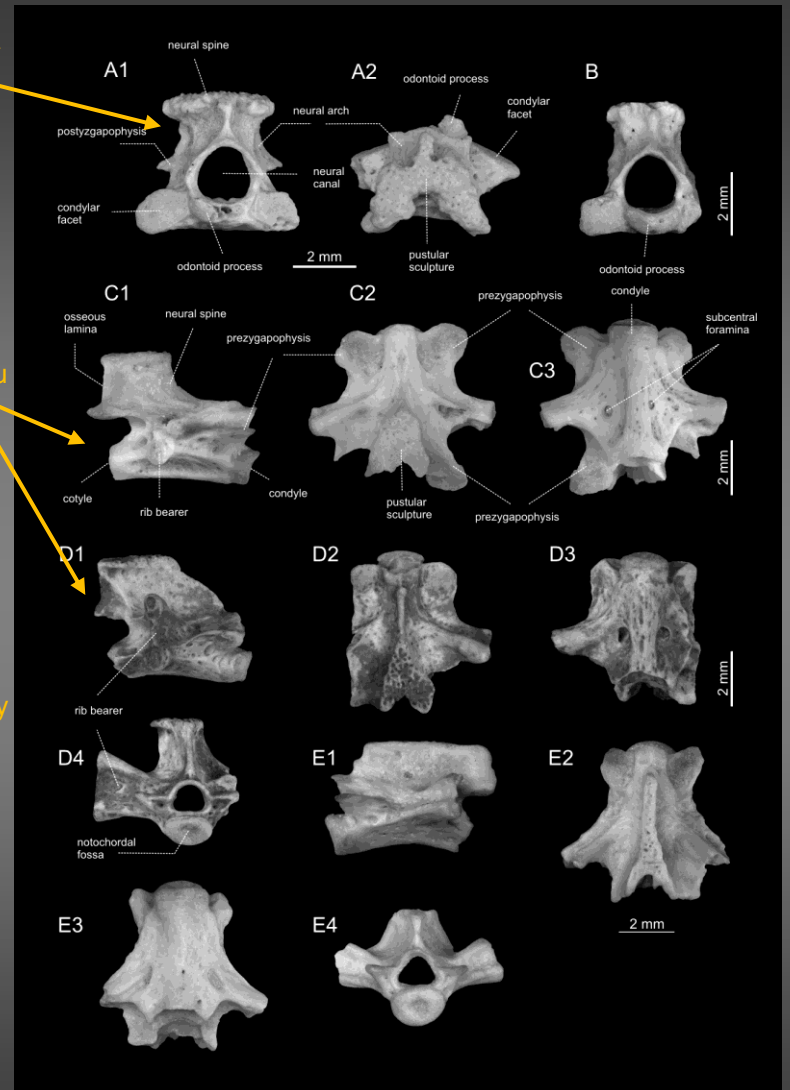 A1
neural spine
A2
odontoid process
B
condylar
facet
postyzgapophysis
neural arch
neural
canal
condylar
facet
odontoid process
2 mm
pustular
sculpture
2 mm
odontoid process
C1
osseous
lamina
neural spine
prezygapophysis
C2
prezygapophysis
condyle
subcentral
foramina
C3
cotyle
rib bearer
condyle
pustular
sculpture
prezygapophysis
2 mm
u
D1
D2
D3
rib bearer
2 mm
y
D4
notochordal
fossa
E1
E2
2 mm
E3
E4